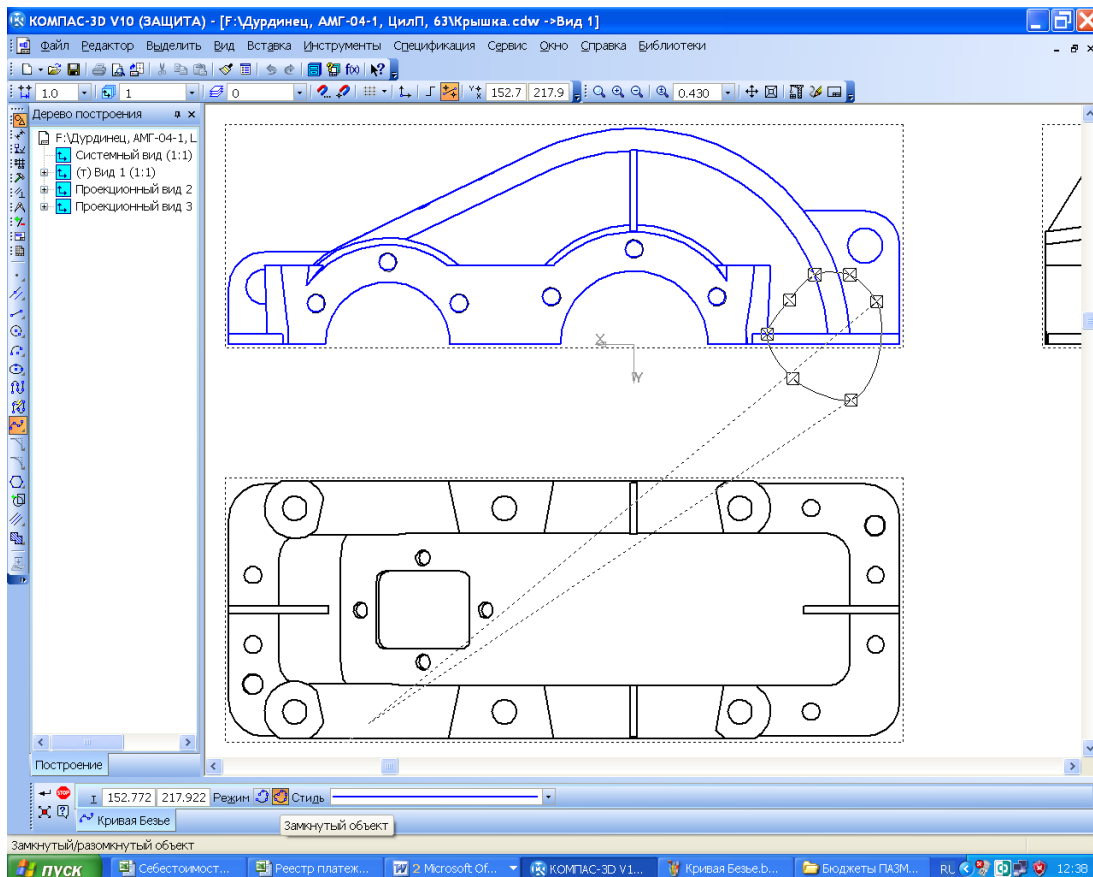 КОМПАС-3D V10 (ЗАЩИТА) - [F:\Дурдинец, АМГ-04-1, ЦилП, 63\Крышка.cdw ->Вид 1]
Файл Редактор Выделить Вид Вставка Инструменты Спецификация Сервис Окно Справка Библиотеки
1.0 1 0 152.7 217.9 0.430
Дерево построения
F:\Дурдинец, АМГ-04-1, L
Системный вид (1:1)
(т) Вид 1 (1:1)
Проекционный вид 2
Проекционный вид 3
X
Y
Построение
т 152.772 217.922 Режим Стиль
Кривая Безье
Замкнутый объект
Замкнутый/разомкнутый объект
пуск Себестоимост... Реестр платеж... 2 Microsoft Of... КОМПАС-3D V1... Кривая Безье.b... Бюджеты ПАЗМ... RU 12:38